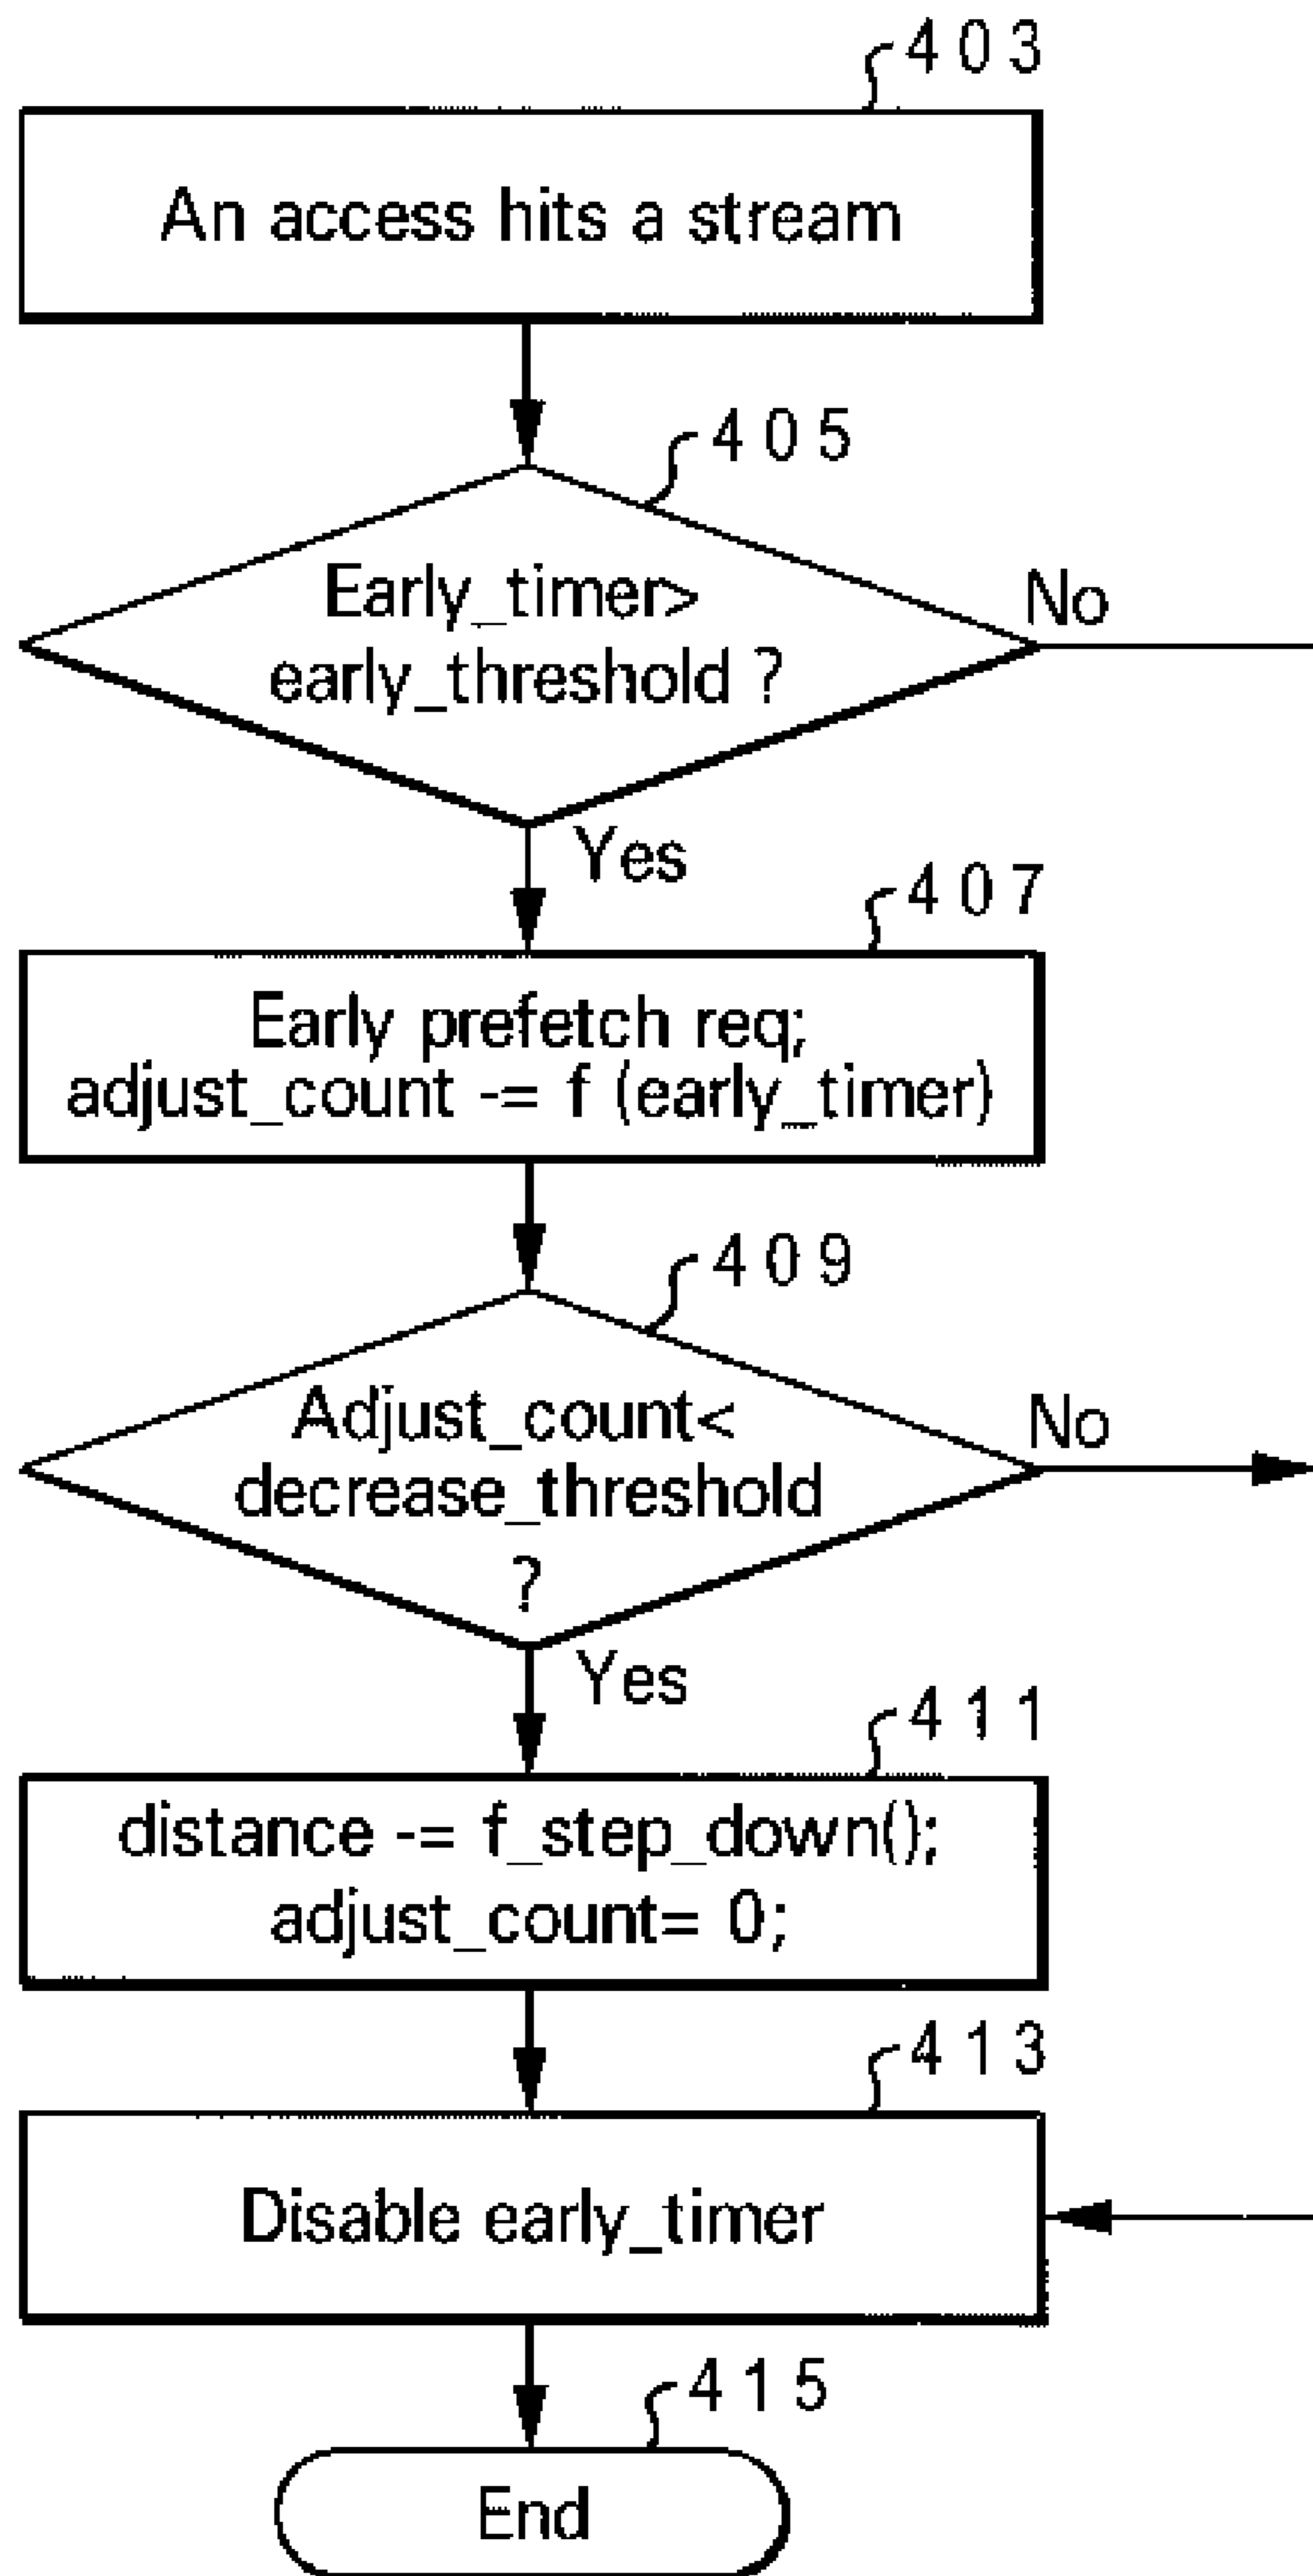 403
An access hits a stream
405
Early_timer>
early_threshold ?
No
Yes
407
Early prefetch req;
adjust_count -= f (early_timer)
409
Adjust_count<
decrease_threshold
?
No
Yes
411
distance -= f_step_down();
adjust_count= 0;
413
Disable early_timer
415
End